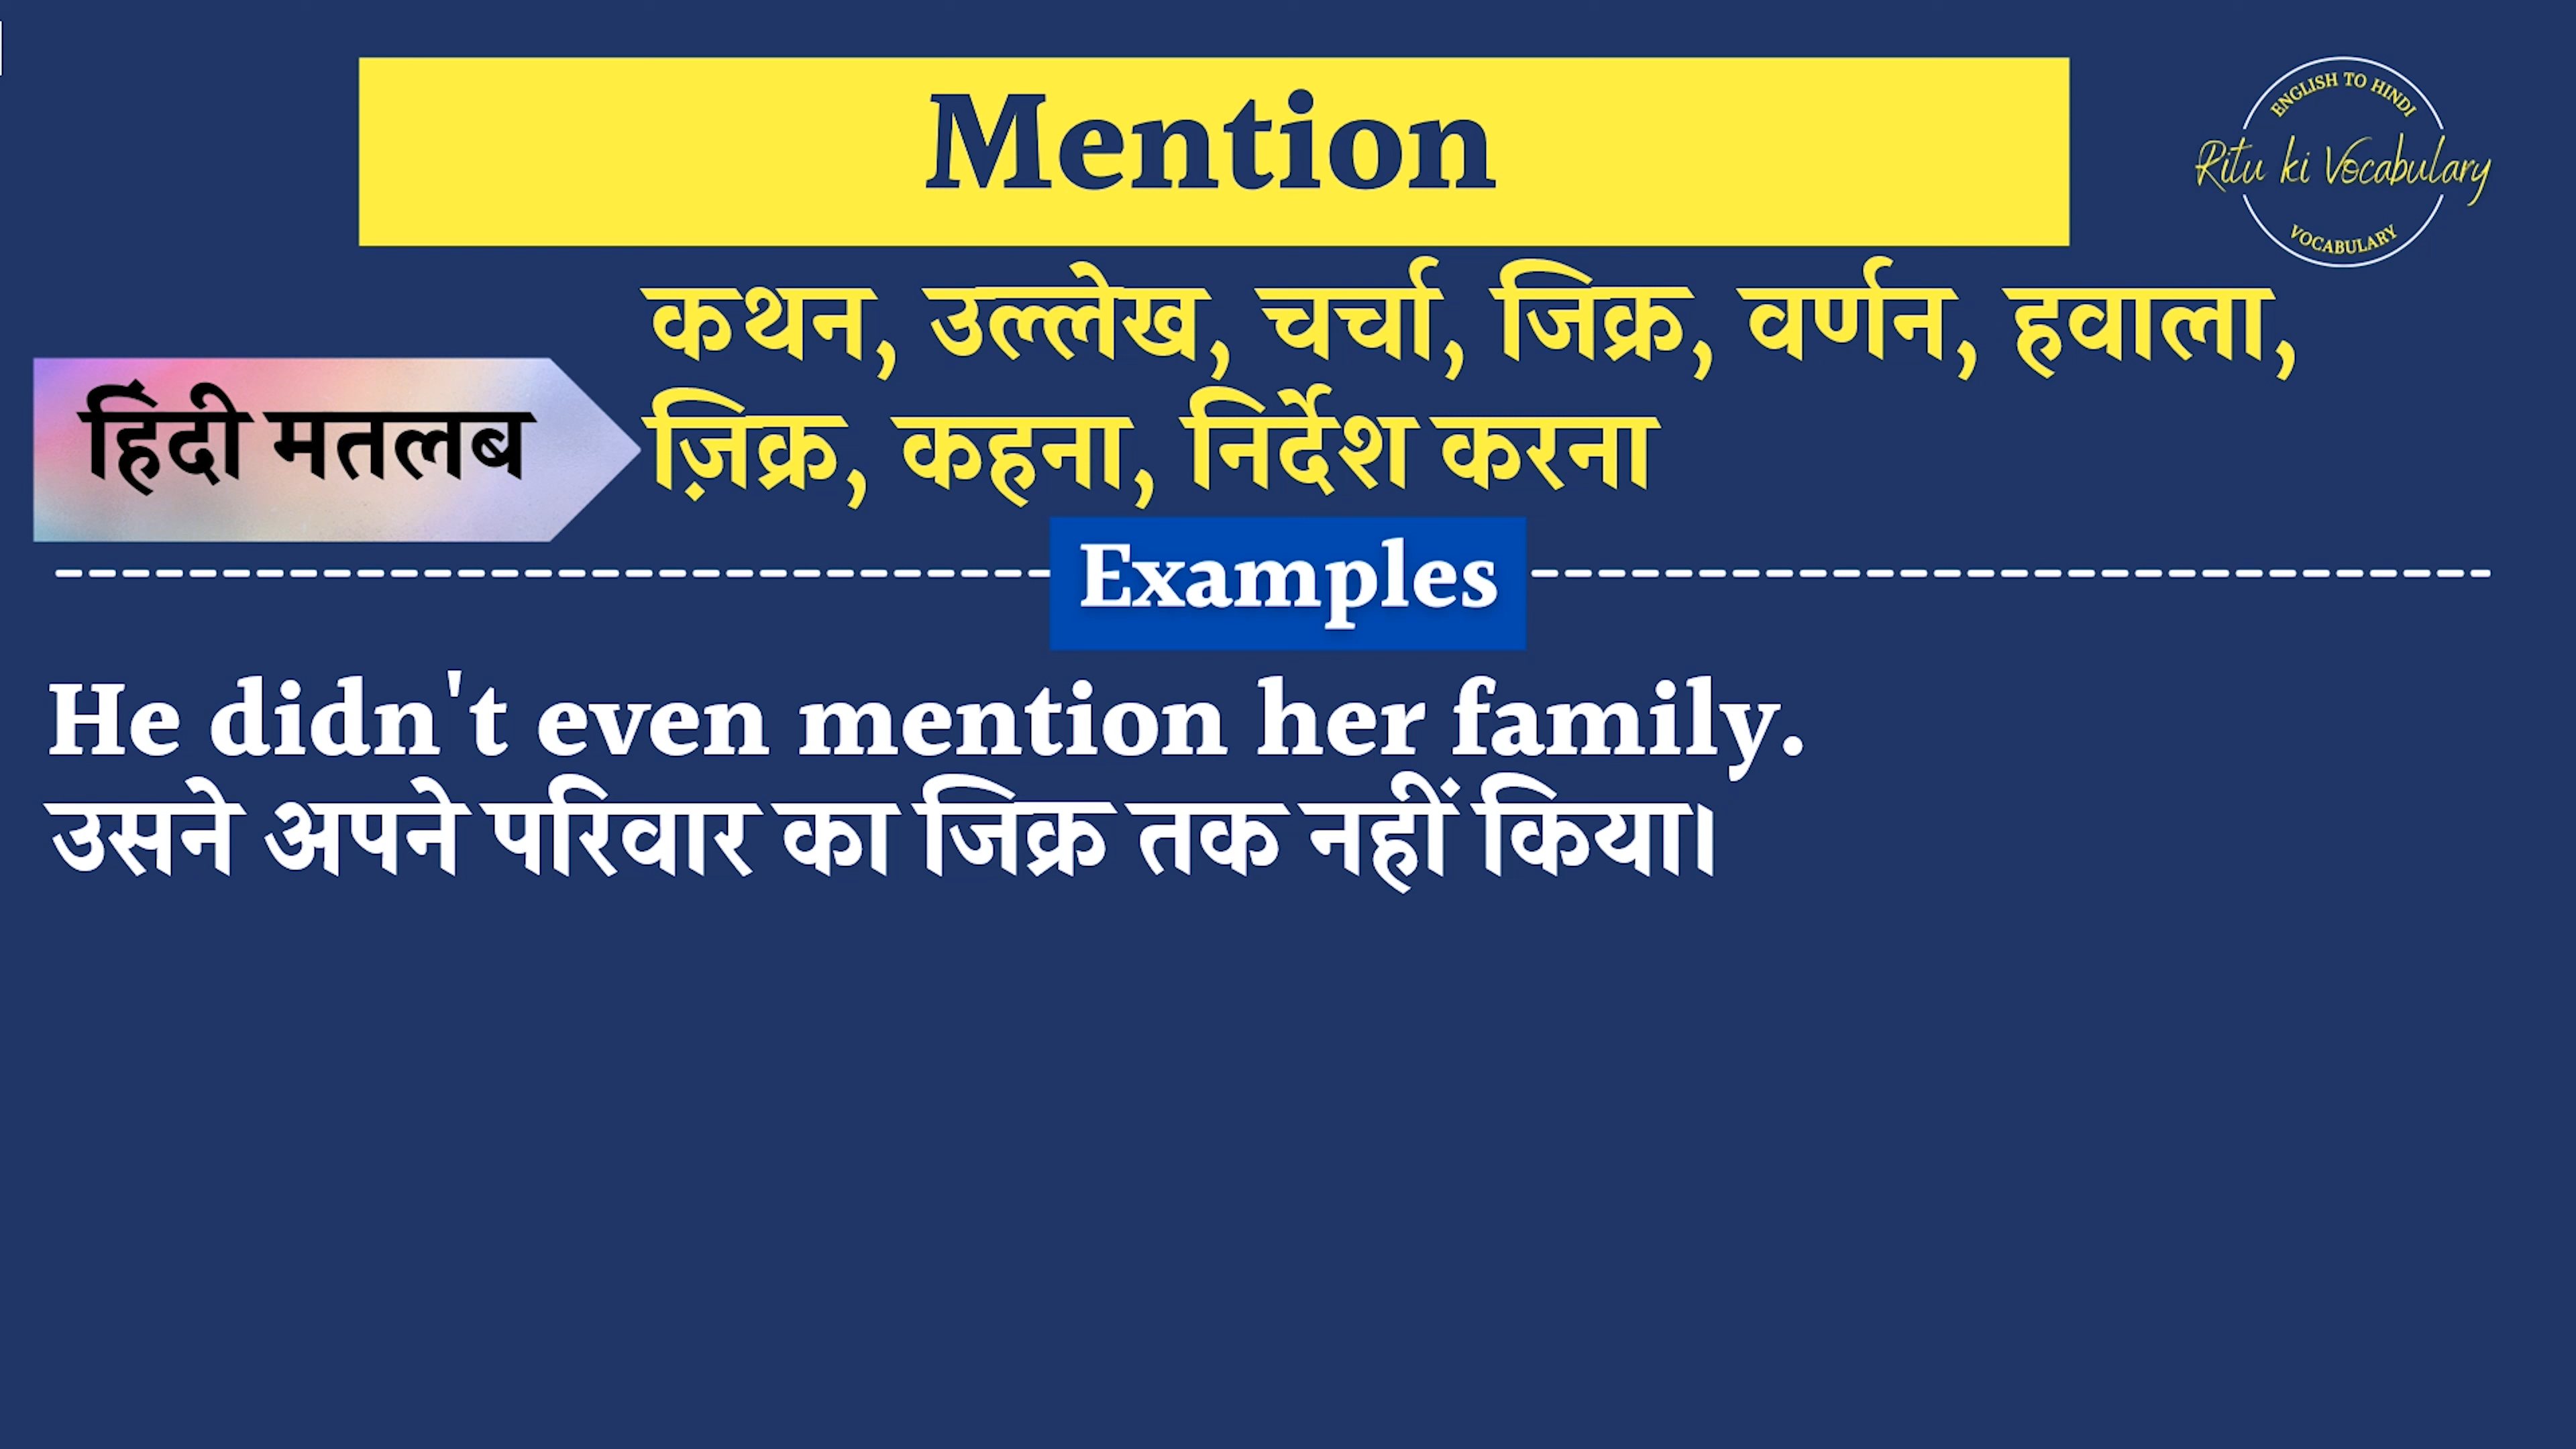 Mention
ENGLISH TO HINDI
Ritu ki Vocabulary
VOCABULARY
कथन, उल्लेख, चर्चा, जिक्र, वर्णन, हवाला,
हिंदी मतलब
ज़िक्र, कहना, निर्देश करना
Examples
He didn't even mention her family.
उसने अपने परिवार का जिक्र तक नहीं किया।